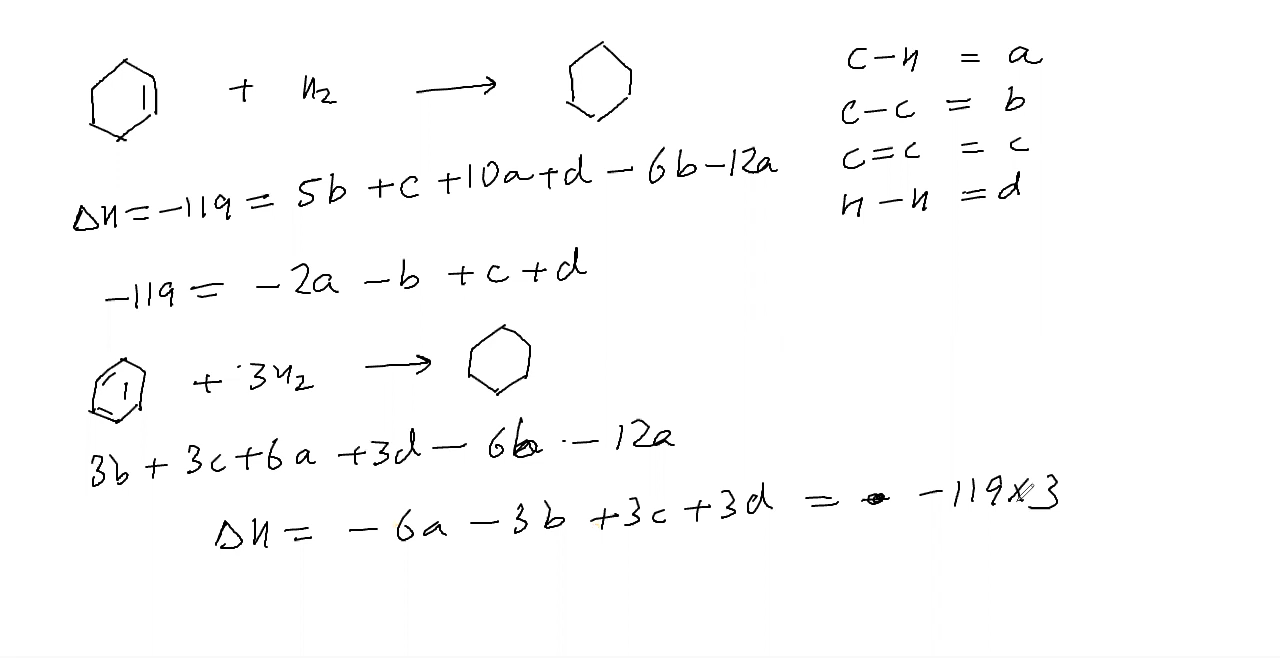 + H₂ ⟶
C-H = a
C-C = b
C=C = c
H-H = d
ΔH = -119 = 5b + c + 10a + d - 6b - 12a
-119 = -2a - b + c + d
+ 3H₂ ⟶
3b + 3c + 6a + 3d - 6b - 12a
ΔH = -6a - 3b + 3c + 3d = -119×3